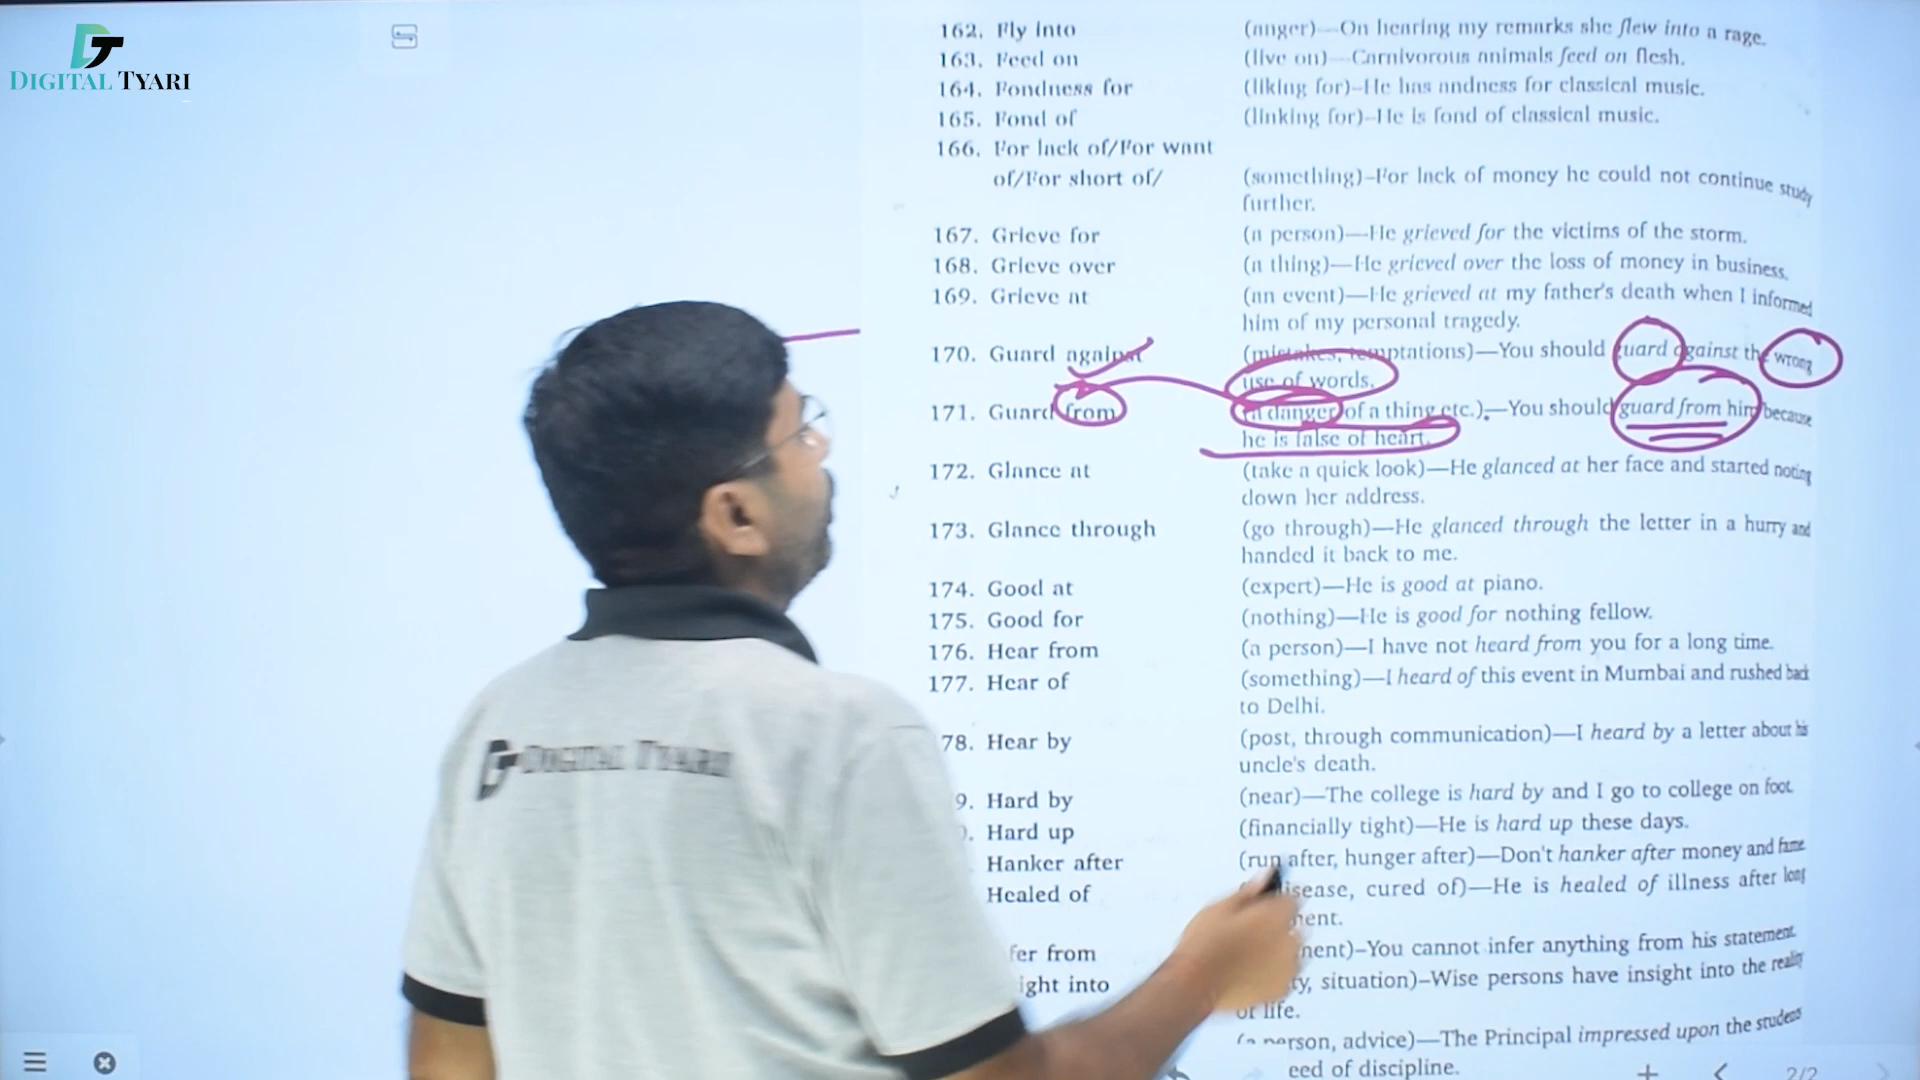 DT
DIGITAL TYARI
162. Fly into (anger)—On hearing my remarks she flew into a rage.
163. Feed on (live on)—Carnivorous animals feed on flesh.
164. Fondness for (liking for)–He has andness for classical music.
165. Fond of (linking for)–He is fond of classical music.
166. For lack of/For want
of/For short of/ (something)–For lack of money he could not continue study
further.
167. Grieve for (a person)—He grieved for the victims of the storm.
168. Grieve over (a thing)—He grieved over the loss of money in business.
169. Grieve at (an event)—He grieved at my father's death when I informed
him of my personal tragedy.
170. Guard against (mistakes, temptations)—You should guard against the wrong
use of words.
171. Guard from (a danger of a thing etc.)—You should guard from him because
he is false of heart.
172. Glance at (take a quick look)—He glanced at her face and started noting
down her address.
173. Glance through (go through)—He glanced through the letter in a hurry and
handed it back to me.
174. Good at (expert)—He is good at piano.
175. Good for (nothing)—He is good for nothing fellow.
176. Hear from (a person)—I have not heard from you for a long time.
177. Hear of (something)—I heard of this event in Mumbai and rushed back
to Delhi.
78. Hear by (post, through communication)—I heard by a letter about his
uncle's death.
9. Hard by (near)—The college is hard by and I go to college on foot.
Hard up (financially tight)—He is hard up these days.
Hanker after (run after, hunger after)—Don't hanker after money and fame
Healed of isease, cured of)—He is healed of illness after long
ment.
fer from ment)–You cannot infer anything from his statement.
ight into ty, situation)–Wise persons have insight into the reality
of life.
person, advice)—The Principal impressed upon the students
eed of discipline.
DIGITAL TYARI
2/2